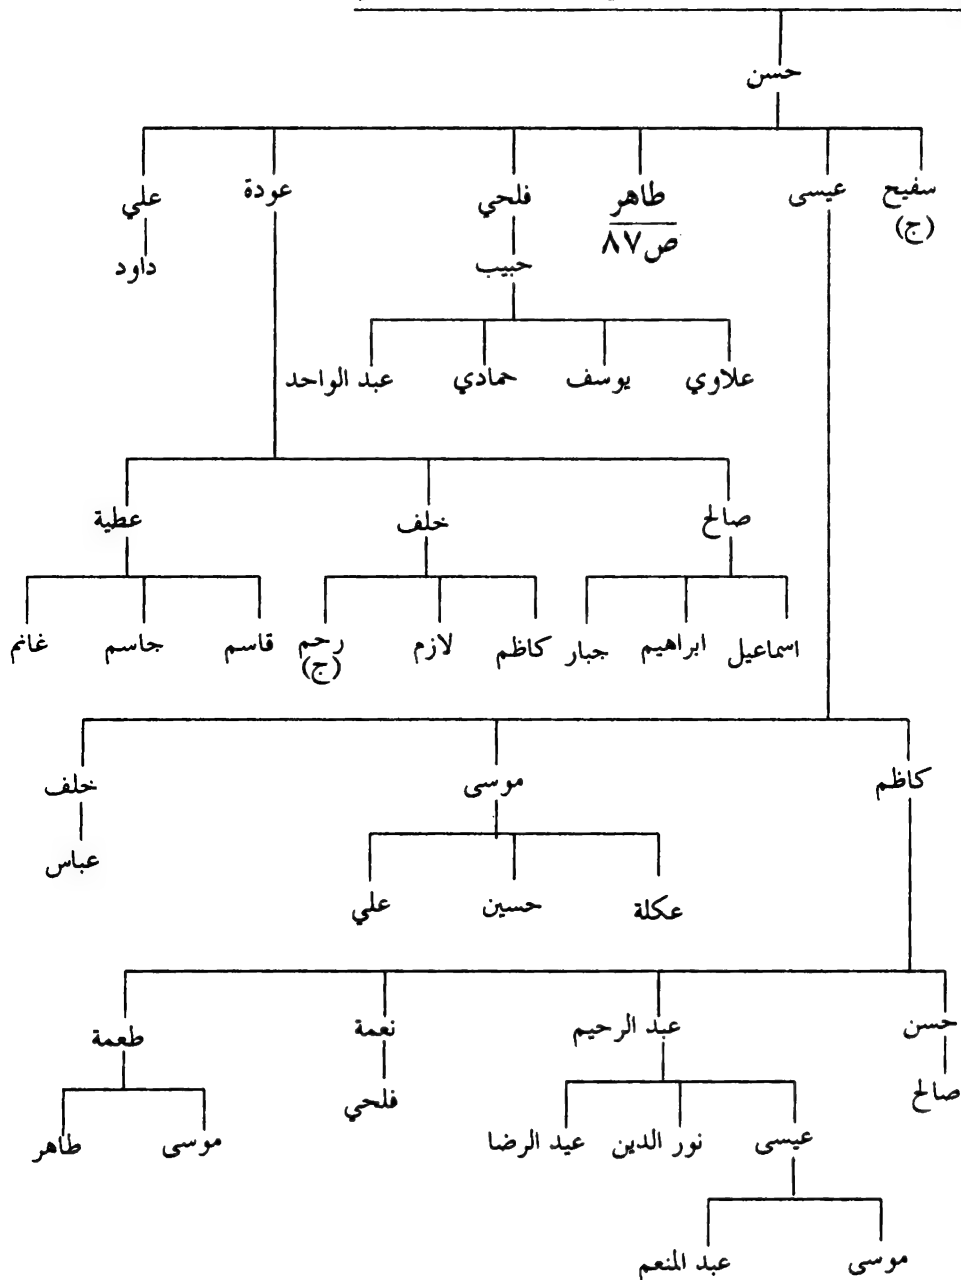 حسن
سفيح عيسى طاهر فلحي عودة علي
(ج) ص٨٧ حبيب داود
علاوي يوسف حمادي عبد الواحد
صالح خلف عطية
اسماعيل ابراهيم جبار كاظم لازم رحم قاسم جاسم غانم
(ج)
كاظم موسى خلف
عباس
عكلة حسين علي
حسن عبد الرحيم نعمة طعمة
صالح فلحي
عيسى نور الدين عيد الرضا موسى طاهر
موسى عبد المنعم